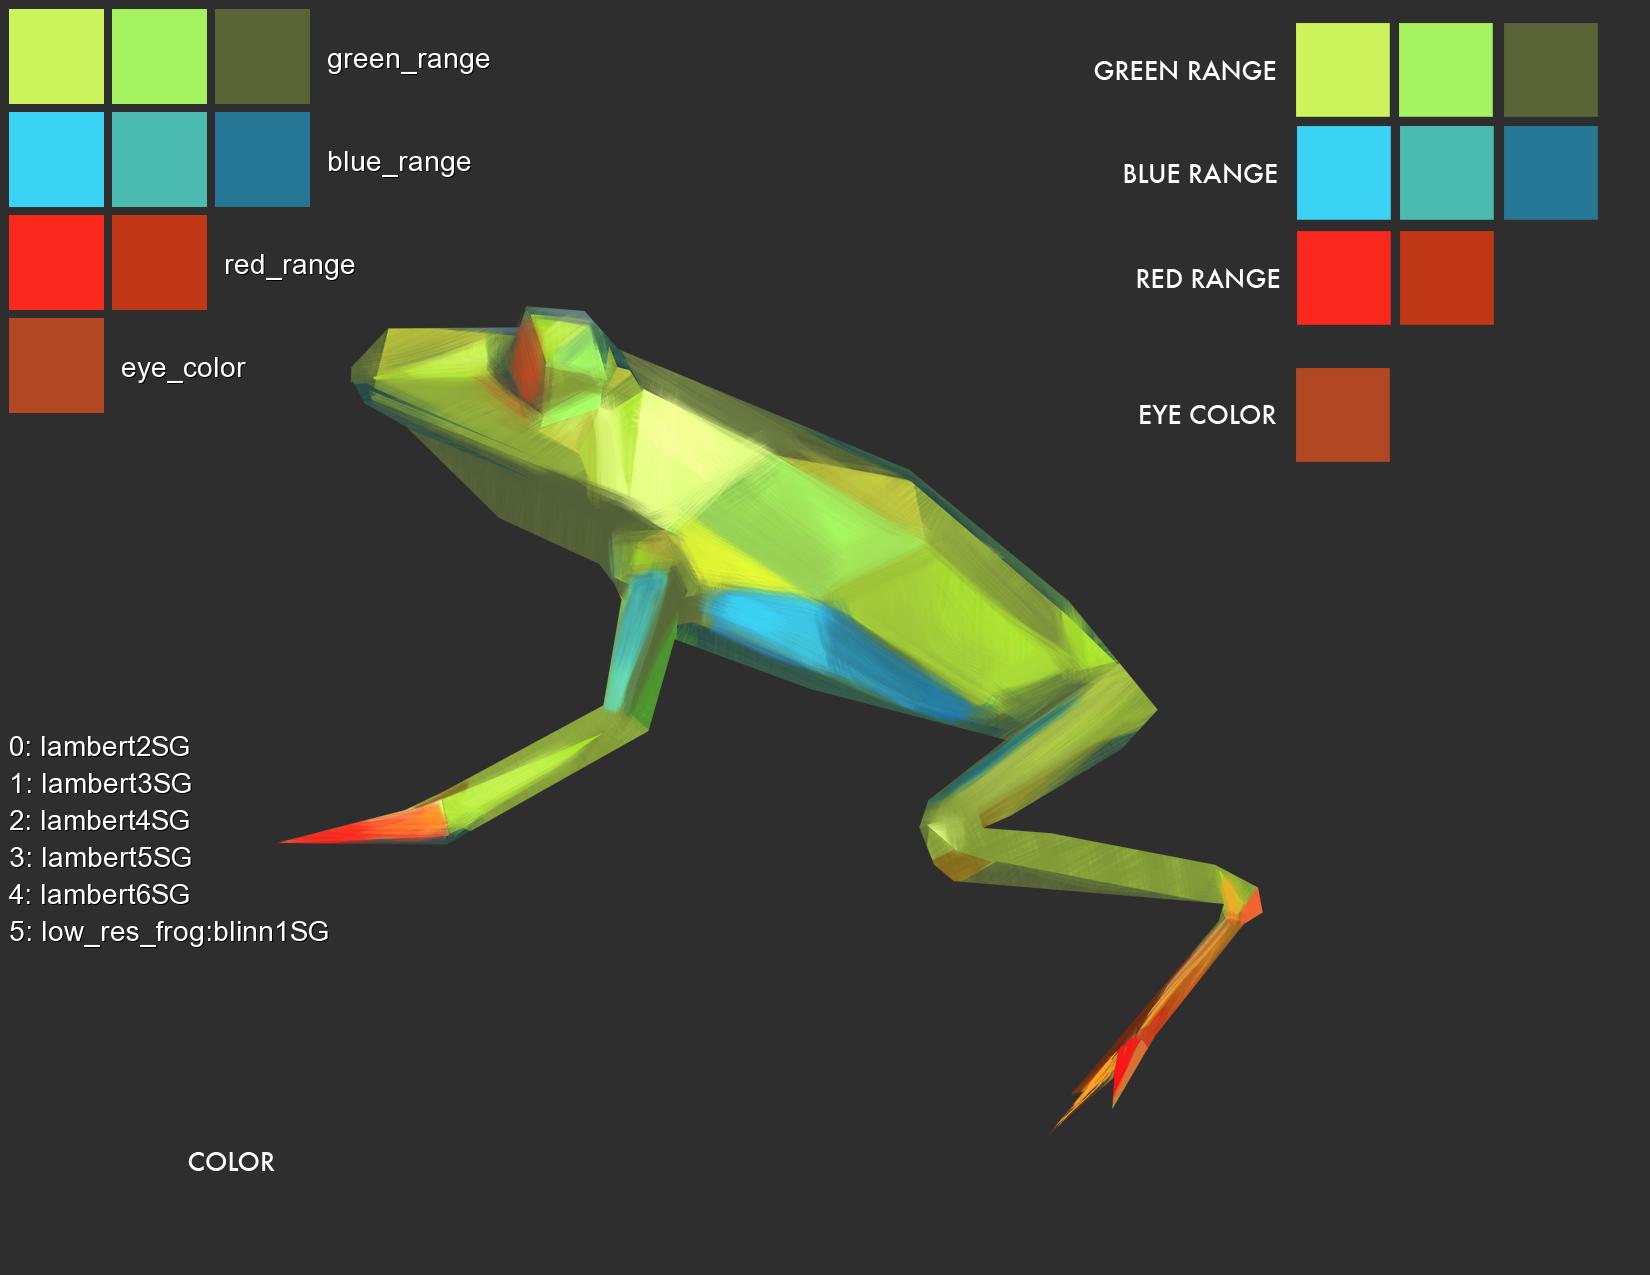 green_range
blue_range
red_range
eye_color
GREEN RANGE
BLUE RANGE
RED RANGE
EYE COLOR
0: lambert2SG
1: lambert3SG
2: lambert4SG
3: lambert5SG
4: lambert6SG
5: low_res_frog:blinn1SG
COLOR